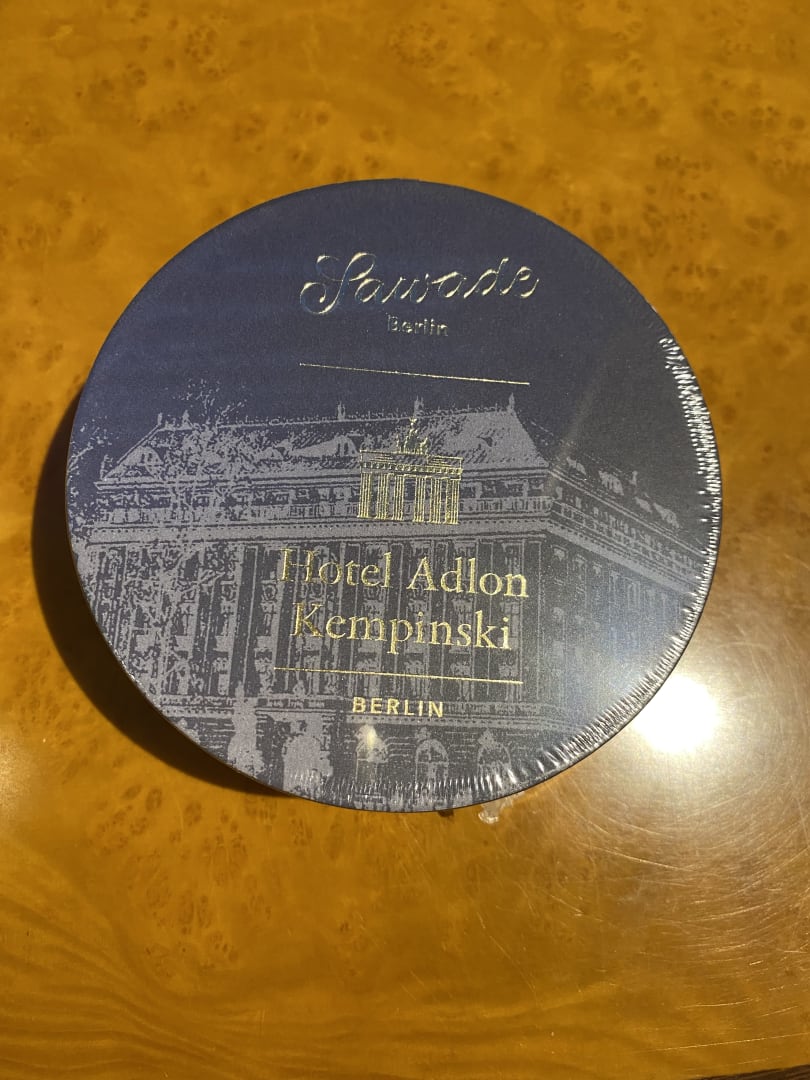 Sawade
Berlin
Hotel Adlon
Kempinski
BERLIN